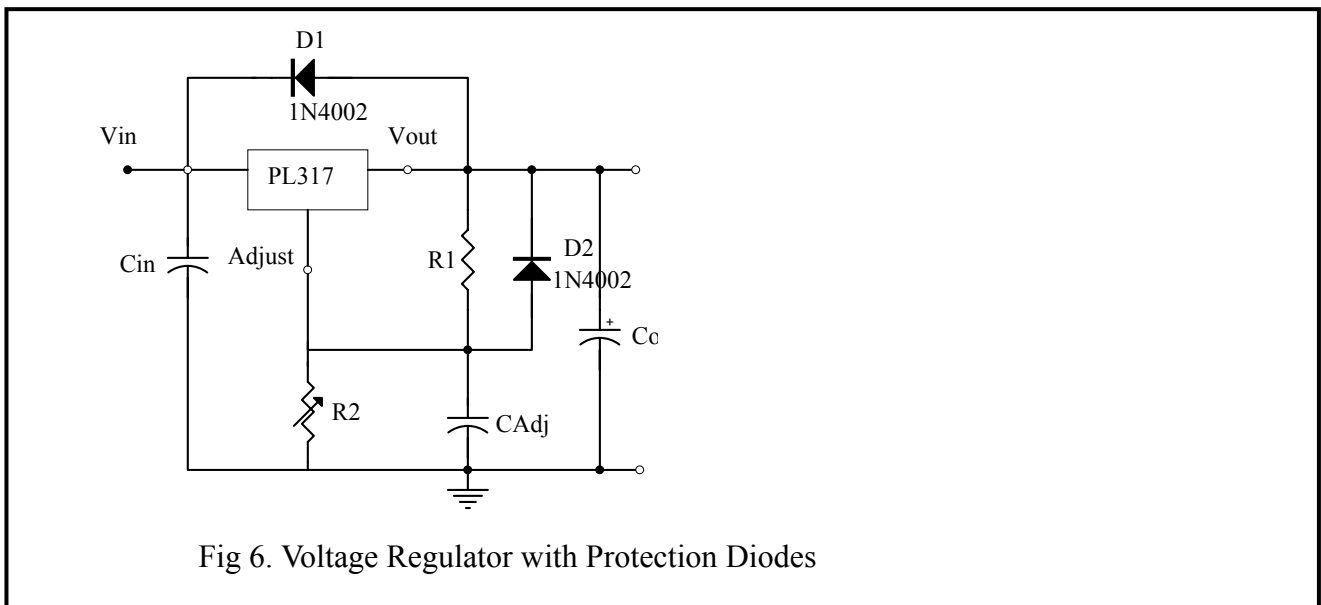 D1
1N4002
Vin
Vout
PL317
Cin
Adjust
R1
D2
1N4002
+
Co
R2
CAdj
Fig 6. Voltage Regulator with Protection Diodes